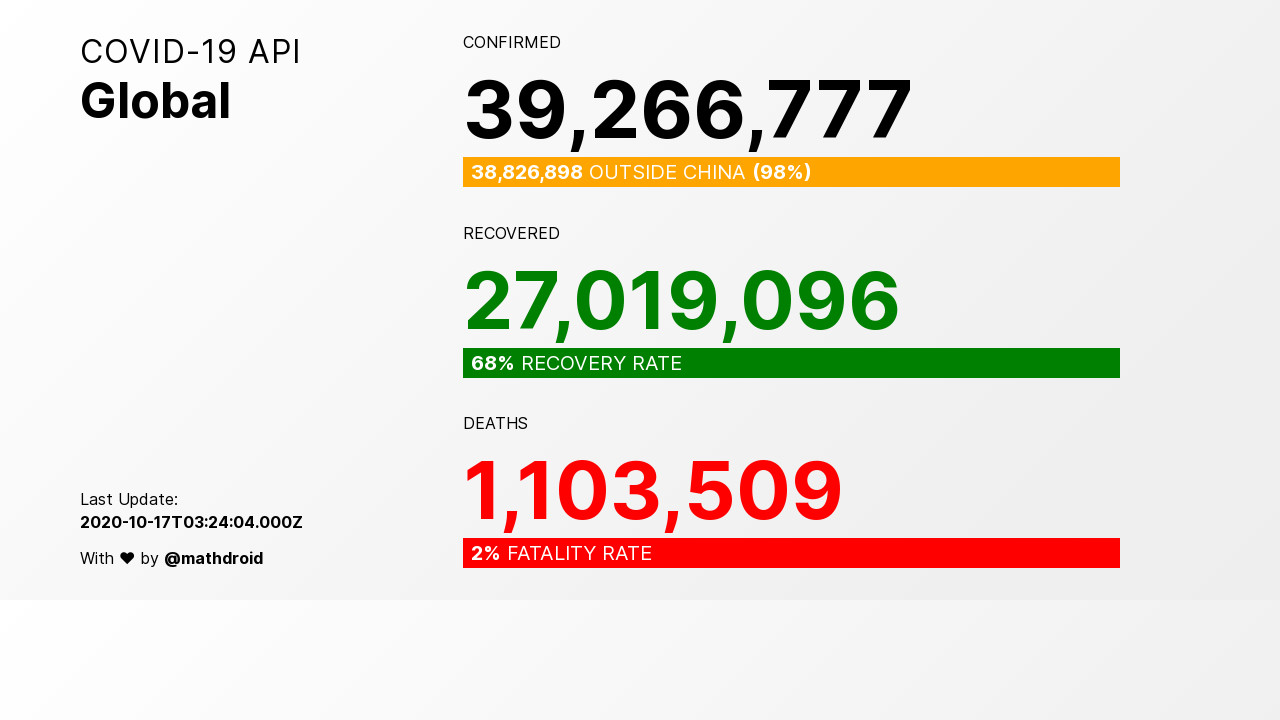 COVID-19 API
Global
CONFIRMED
39,266,777
38,826,898 OUTSIDE CHINA (98%)
RECOVERED
27,019,096
68% RECOVERY RATE
DEATHS
1,103,509
2% FATALITY RATE
Last Update:
2020-10-17T03:24:04.000Z
With ❤ by @mathdroid